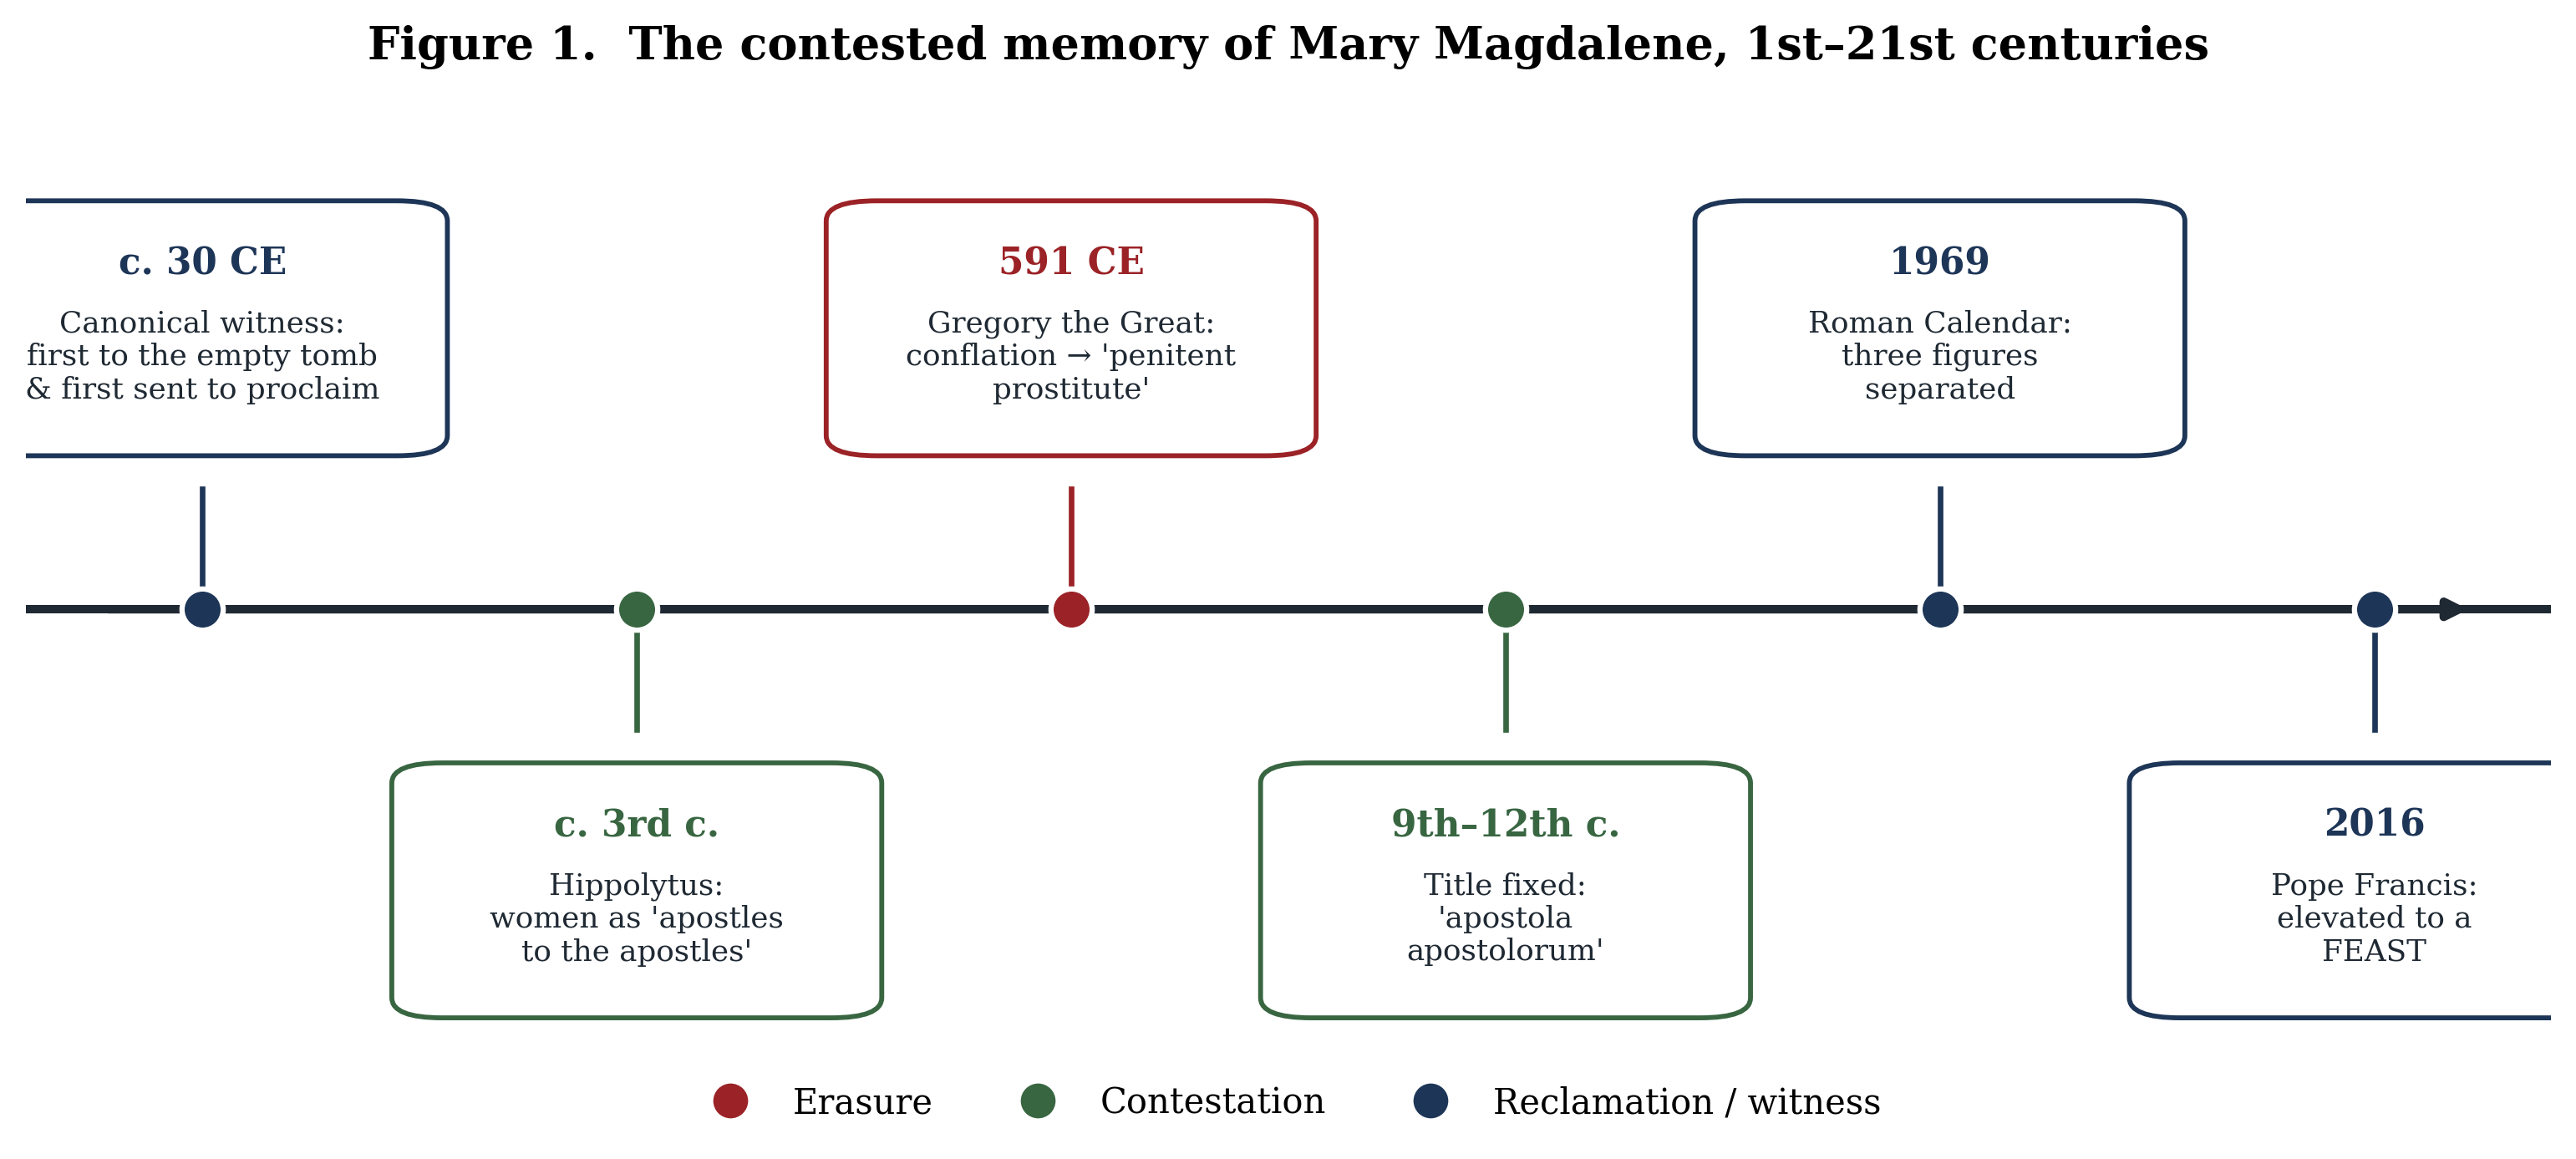 Figure 1.  The contested memory of Mary Magdalene, 1st–21st centuries
c. 30 CE
Canonical witness:
first to the empty tomb
& first sent to proclaim
591 CE
Gregory the Great:
conflation → 'penitent
prostitute'
1969
Roman Calendar:
three figures
separated
c. 3rd c.
Hippolytus:
women as 'apostles
to the apostles'
9th–12th c.
Title fixed:
'apostola
apostolorum'
2016
Pope Francis:
elevated to a
FEAST
Erasure
Contestation
Reclamation / witness